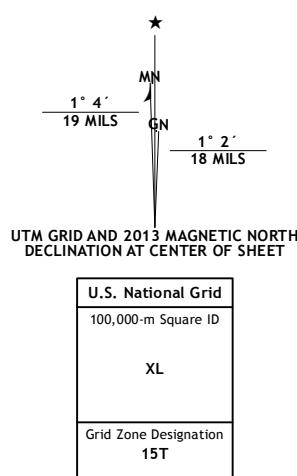 ★
MN
1° 4´
19 MILS
GN
1° 2´
18 MILS
UTM GRID AND 2013 MAGNETIC NORTH
DECLINATION AT CENTER OF SHEET
U.S. National Grid
100,000-m Square ID
XL
Grid Zone Designation
15T